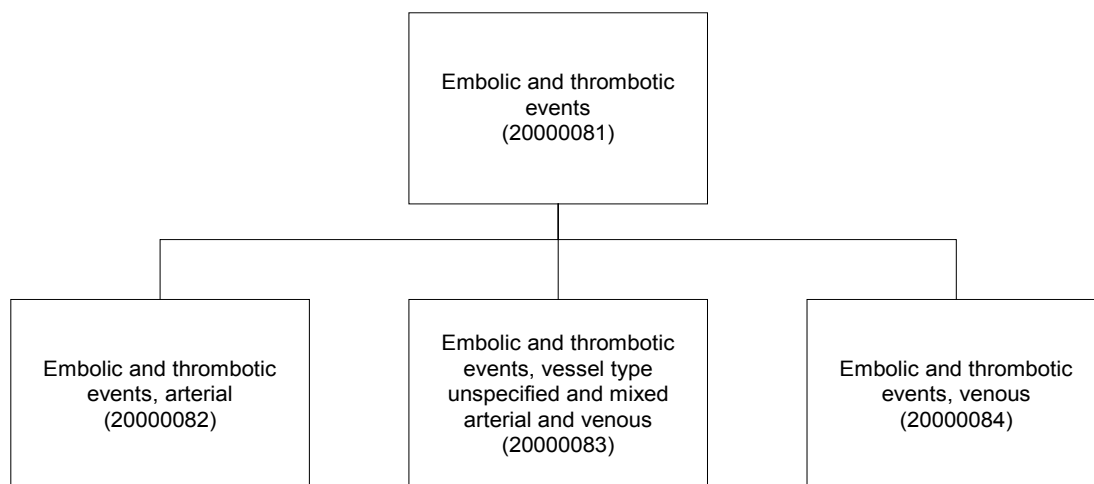 Embolic and thrombotic
events
(20000081)
Embolic and thrombotic
events, arterial
(20000082)
Embolic and thrombotic
events, vessel type
unspecified and mixed
arterial and venous
(20000083)
Embolic and thrombotic
events, venous
(20000084)